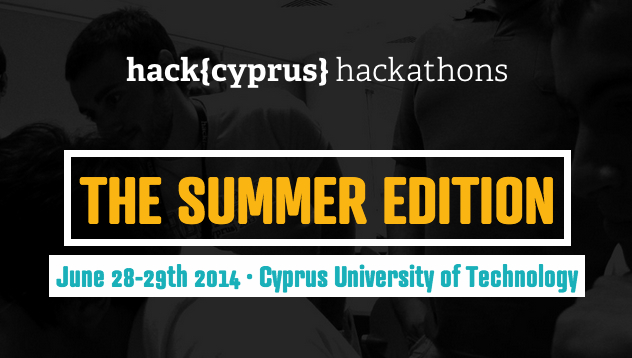 hack{cyprus} hackathons
THE SUMMER EDITION
June 28-29th 2014 • Cyprus University of Technology